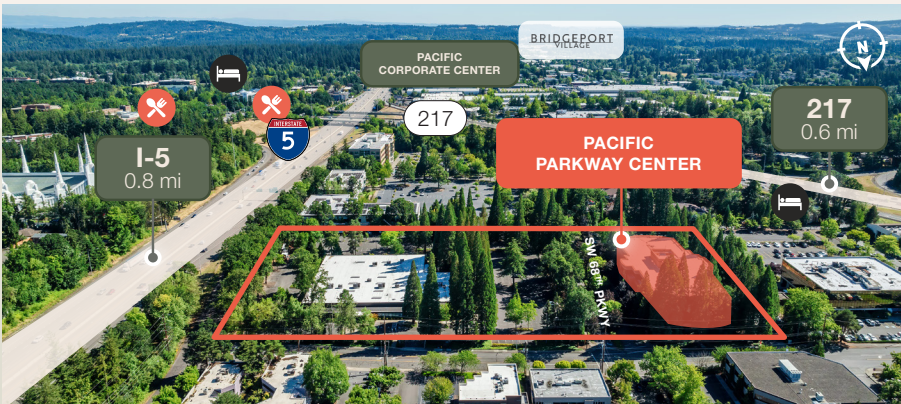 BRIDGEPORT
VILLAGE
N
PACIFIC
CORPORATE CENTER
217
0.6 mi
217
INTERSTATE
5
PACIFIC
PARKWAY CENTER
I-5
0.8 mi
SW 68TH PKWY